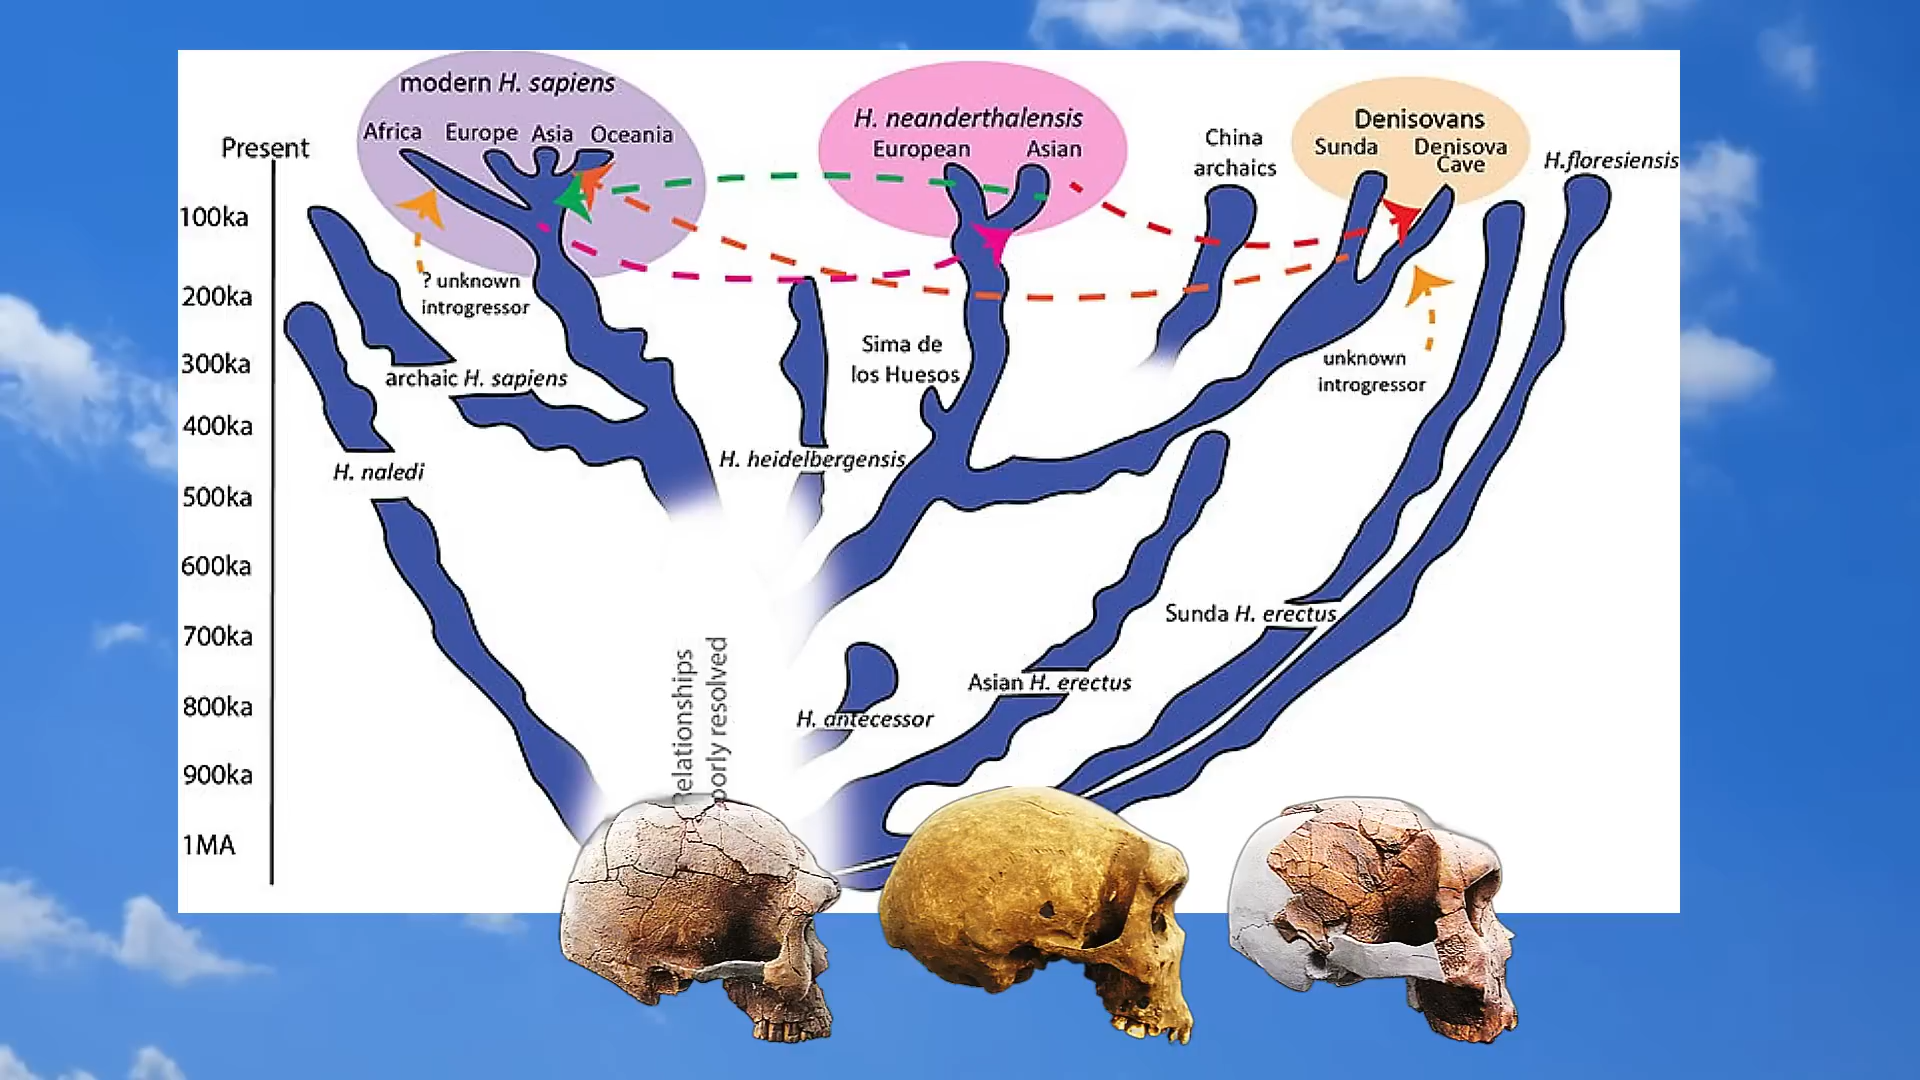 modern H. sapiens
Africa Europe Asia Oceania
H. neanderthalensis
European Asian
China
archaics
Denisovans
Sunda Denisova
Cave
H.floresiensis
Present
100ka
200ka
300ka
400ka
500ka
600ka
700ka
800ka
900ka
1MA
? unknown
introgressor
archaic H. sapiens
H. naledi
Sima de
los Huesos
H. heidelbergensis
unknown
introgressor
Sunda H. erectus
Asian H. erectus
H. antecessor
elationships
oorly resolved